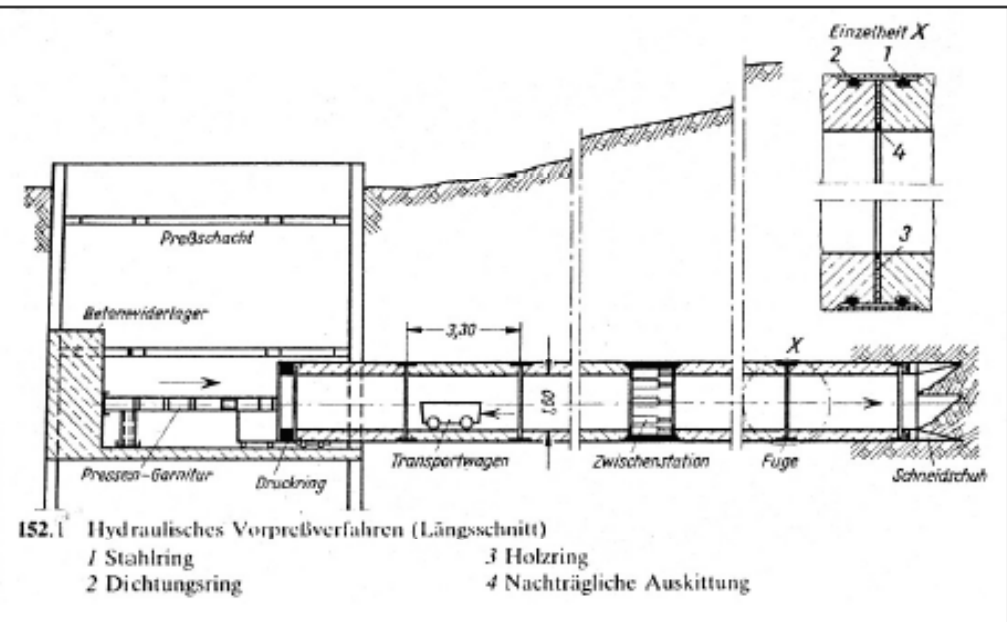 Einzelheit X
2 1
4
3
Preßschacht
Betonwiderlager
3,30
X
1,60
Pressen-Garnitur
Druckring
Transportwagen
Zwischenstation
Fuge
Schneidschuh
152.1 Hydraulisches Vorpreßverfahren (Längsschnitt)
1 Stahlring
3 Holzring
2 Dichtungsring
4 Nachträgliche Auskittung